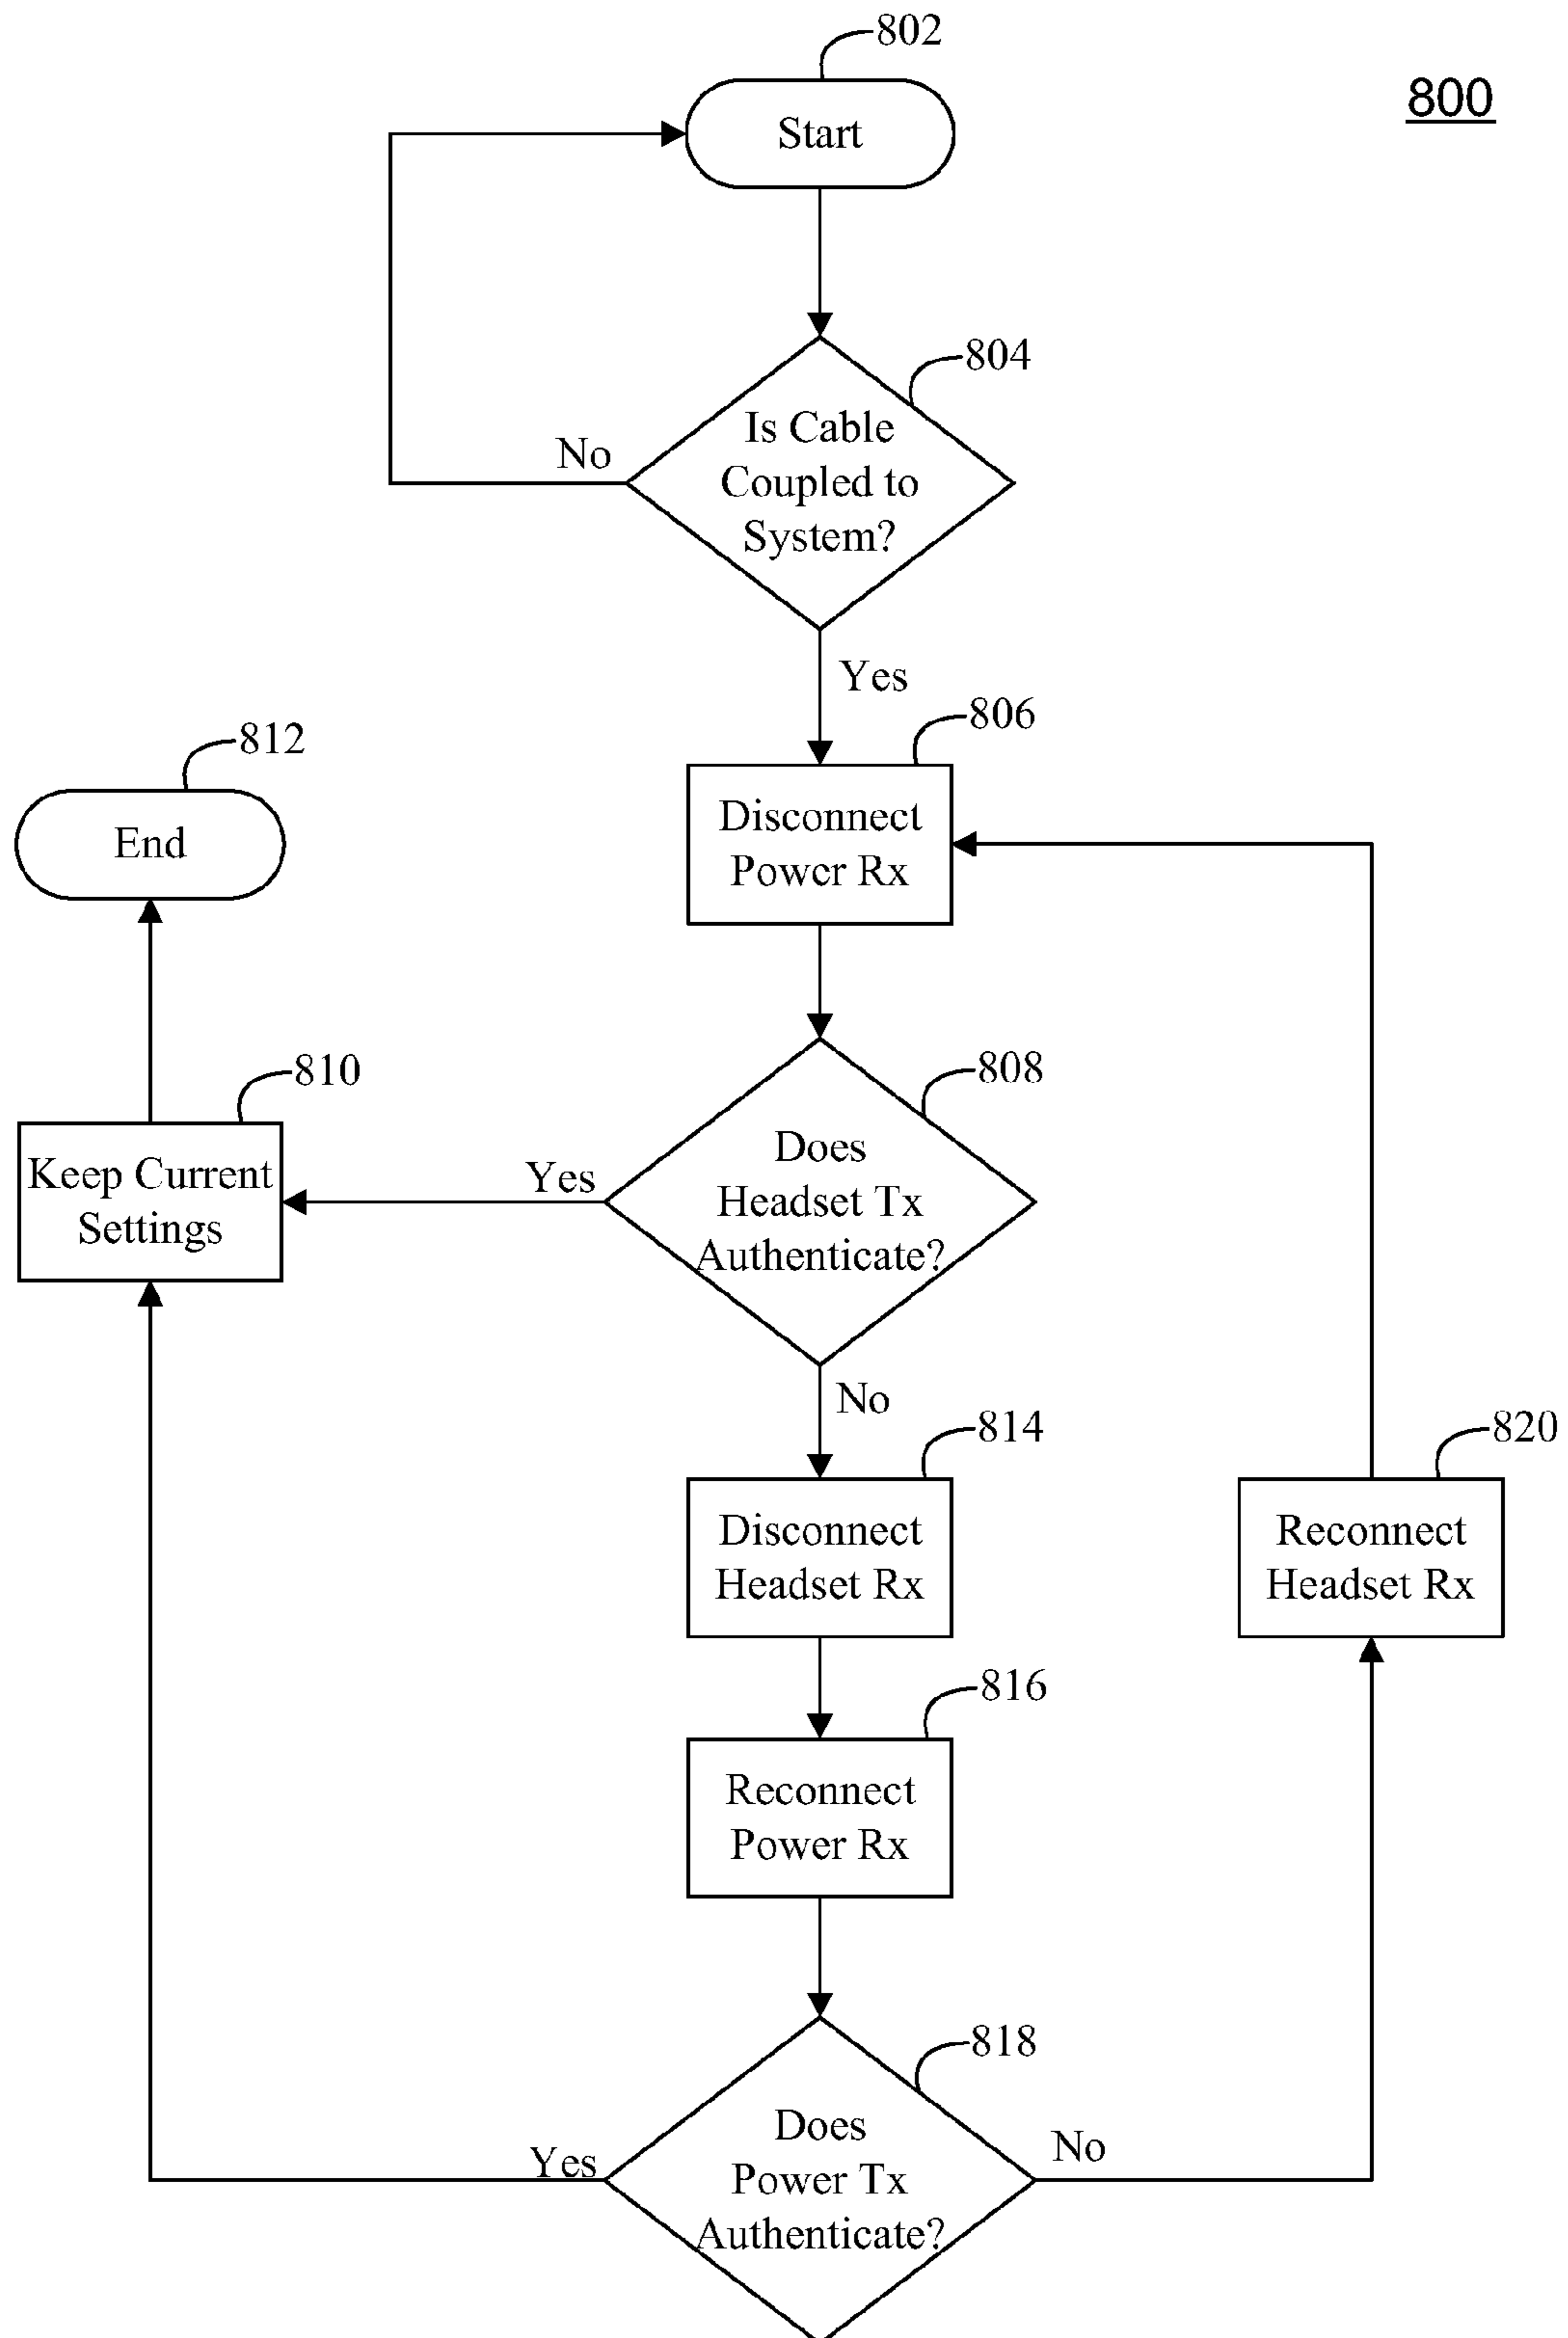 802
800
Start
804
Is Cable
Coupled to
System?
No
Yes
806
812
Disconnect
Power Rx
End
810
808
Keep Current
Settings
Yes
Does
Headset Tx
Authenticate?
No
814
820
Disconnect
Headset Rx
Reconnect
Headset Rx
816
Reconnect
Power Rx
818
Does
Power Tx
Authenticate?
Yes
No